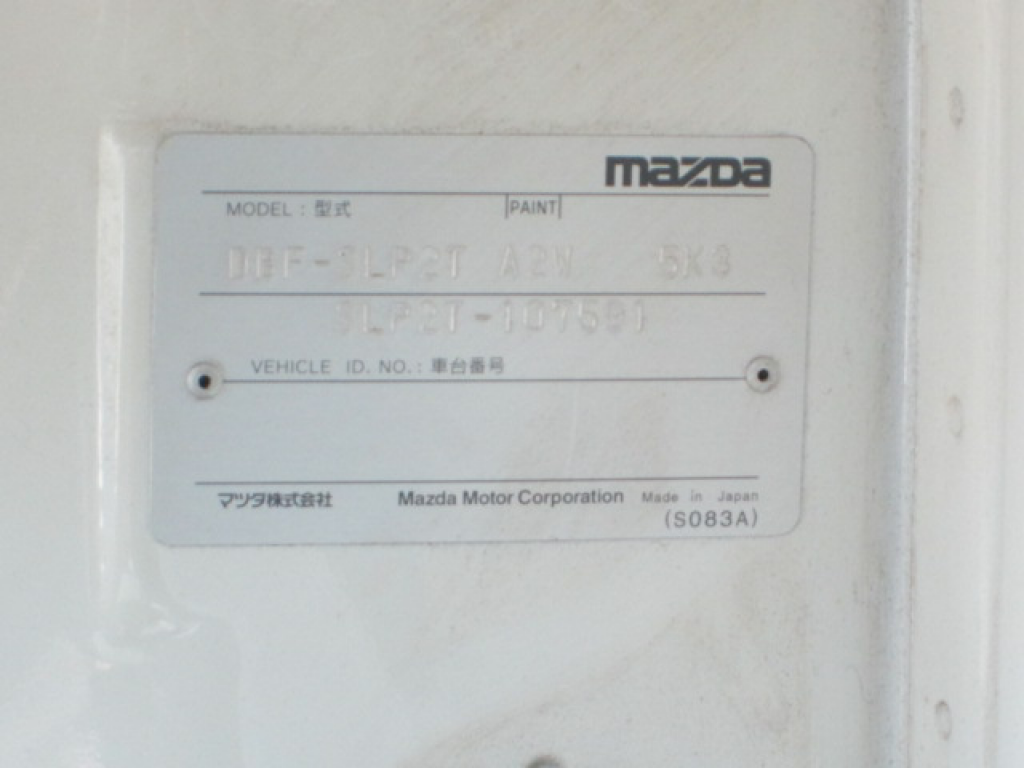 mazda
MODEL : 型式 PAINT
DBF-SLP2T A2W 5K3
SLP2T-107591
VEHICLE ID. NO. : 車台番号
マツダ株式会社 Mazda Motor Corporation Made in Japan
(S083A)